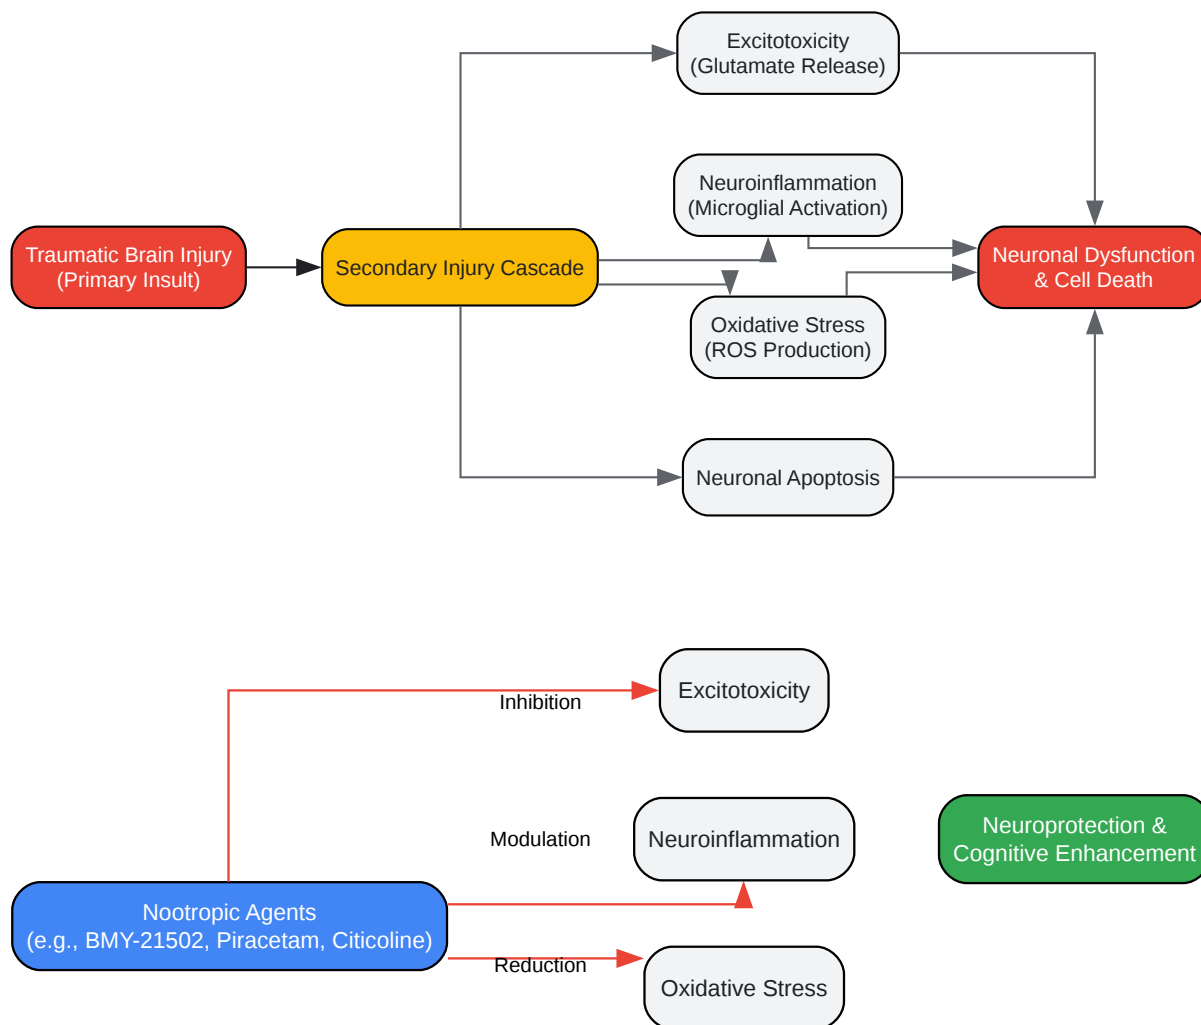 Excitotoxicity
(Glutamate Release)
Neuroinflammation
(Microglial Activation)
Traumatic Brain Injury
(Primary Insult)
Secondary Injury Cascade
Neuronal Dysfunction
& Cell Death
Oxidative Stress
(ROS Production)
Neuronal Apoptosis
Excitotoxicity
Inhibition
Modulation
Neuroinflammation
Neuroprotection &
Cognitive Enhancement
Nootropic Agents
(e.g., BMY-21502, Piracetam, Citicoline)
Reduction
Oxidative Stress